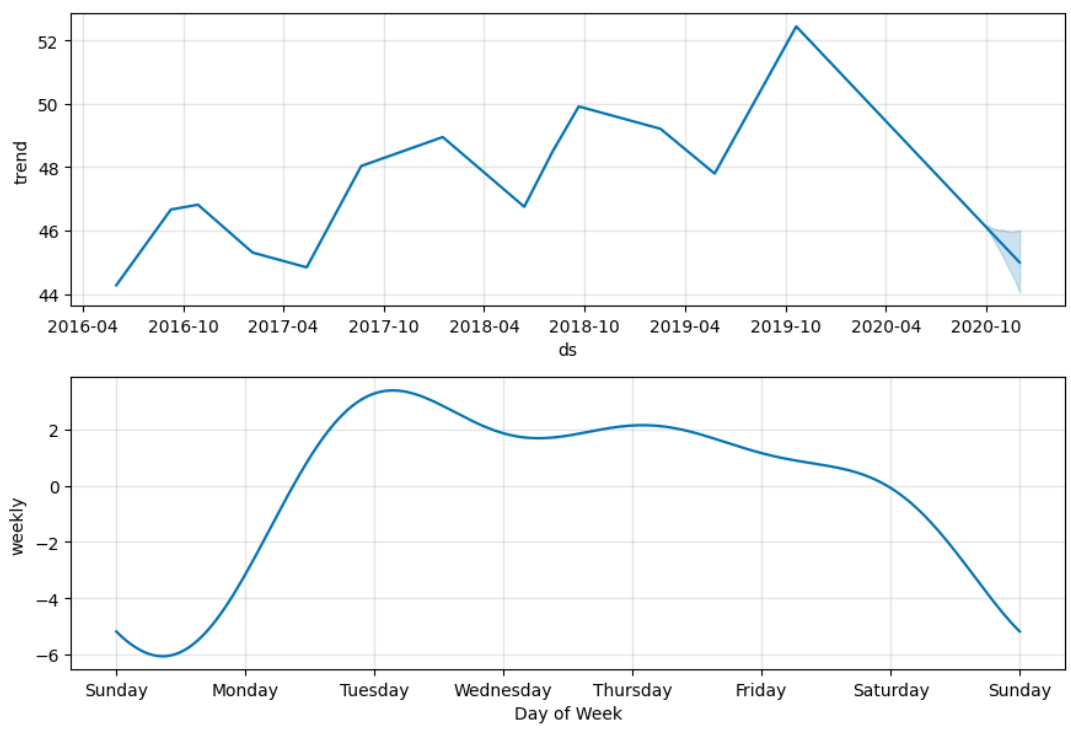 52
50
48
46
44
trend
2016-04 2016-10 2017-04 2017-10 2018-04 2018-10 2019-04 2019-10 2020-04 2020-10
ds
2
0
−2
−4
−6
weekly
Sunday Monday Tuesday Wednesday Thursday Friday Saturday Sunday
Day of Week